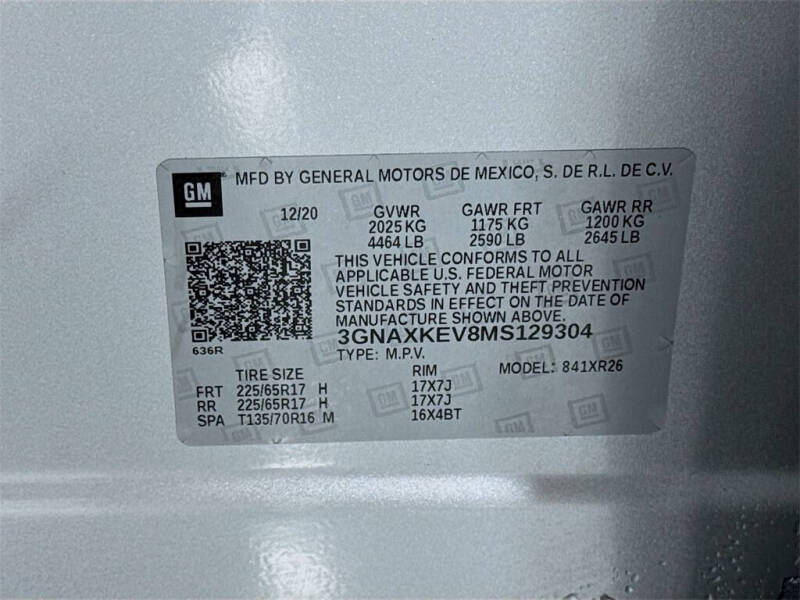 GM MFD BY GENERAL MOTORS DE MEXICO, S. DE R.L. DE C.V.
12/20 GVWR GAWR FRT GAWR RR
2025 KG 1175 KG 1200 KG
4464 LB 2590 LB 2645 LB
THIS VEHICLE CONFORMS TO ALL
APPLICABLE U.S. FEDERAL MOTOR
VEHICLE SAFETY AND THEFT PREVENTION
STANDARDS IN EFFECT ON THE DATE OF
MANUFACTURE SHOWN ABOVE.
3GNAXKEV8MS129304
636R
TYPE: M.P.V. MODEL: 841XR26
TIRE SIZE RIM
FRT 225/65R17 H 17X7J
RR 225/65R17 H 17X7J
SPA T135/70R16 M 16X4BT